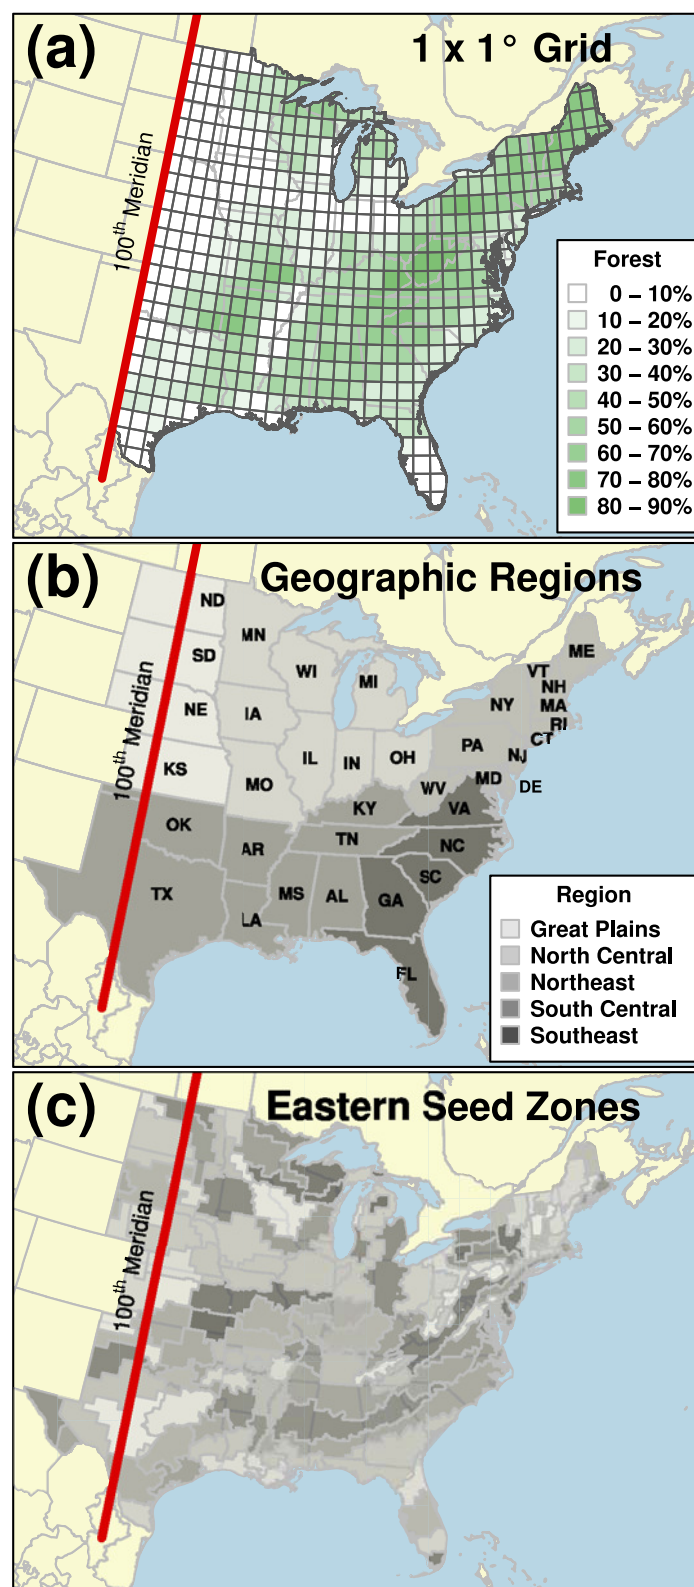 (a)
1 x 1° Grid
100th Meridian
Forest
0 – 10%
10 – 20%
20 – 30%
30 – 40%
40 – 50%
50 – 60%
60 – 70%
70 – 80%
80 – 90%
(b)
Geographic Regions
100th Meridian
ND
MN
ME
SD
WI
MI
VT
NH
NE
IA
NY
MA
RI
CT
KS
MO
IL
IN
OH
PA
NJ
WV
MD
DE
OK
AR
KY
VA
TN
NC
TX
LA
MS
AL
GA
SC
FL
Region
Great Plains
North Central
Northeast
South Central
Southeast
(c)
Eastern Seed Zones
100th Meridian